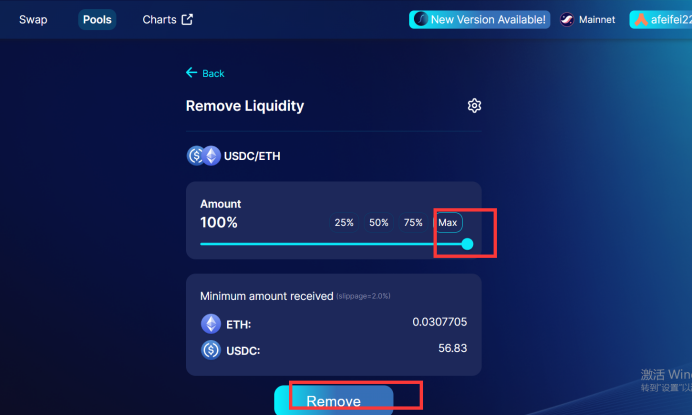 Swap Pools Charts New Version Available! Mainnet afeifei22
Back
Remove Liquidity
USDC/ETH
Amount
100% 25% 50% 75% Max
Minimum amount received (slippage=2.0%)
ETH: 0.0307705
USDC: 56.83
激活 Win
转到"设置"以
Remove